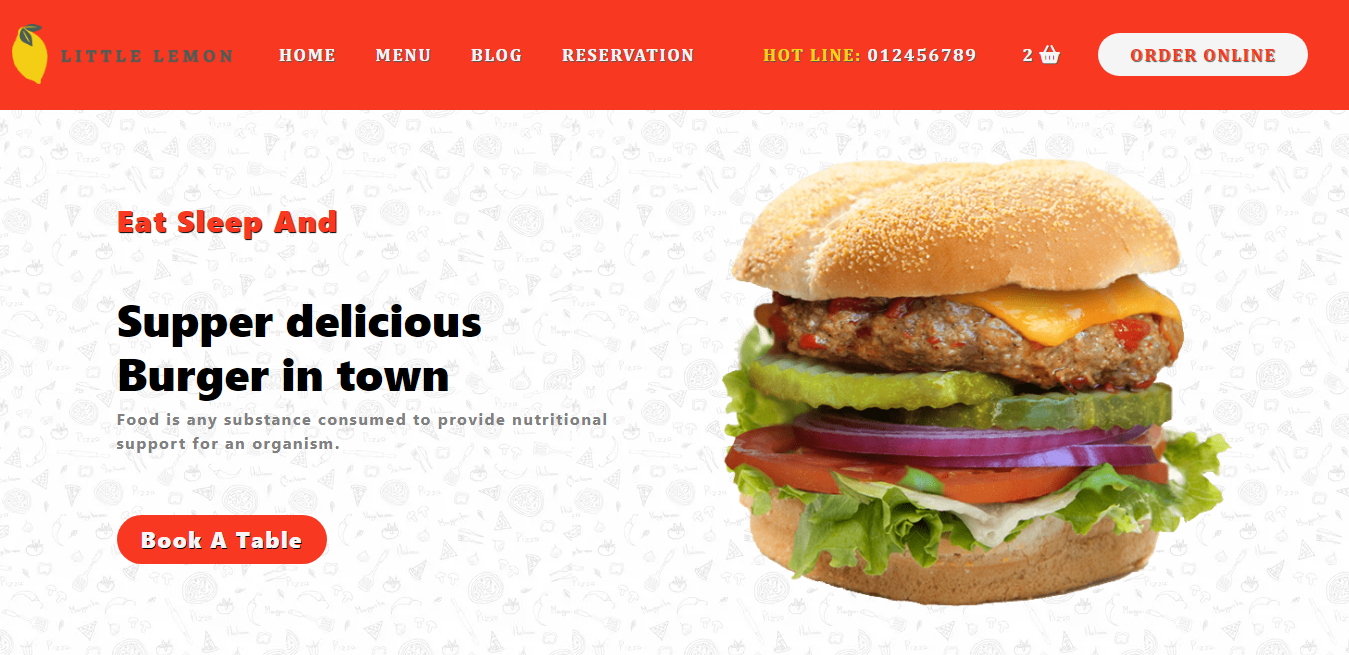 LITTLE LEMON
HOME MENU BLOG RESERVATION HOT LINE: 012456789 2 ORDER ONLINE
Eat Sleep And
Supper delicious
Burger in town
Food is any substance consumed to provide nutritional
support for an organism.
Book A Table